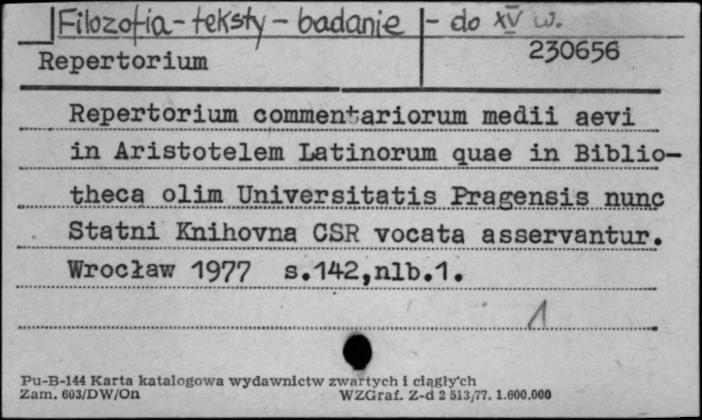 Filozofia - teksty - badanie - do XV w.
Repertorium 230656
Repertorium commentariorum medii aevi
in Aristotelem Latinorum quae in Biblio-
theca olim Universitatis Pragensis nunc
Statni Knihovna CSR vocata asservantur.
Wrocław 1977 s.142,nlb.1.
1
Pu-B-144 Karta katalogowa wydawnictw zwartych i ciągły'ch
Zam. 603/DW/On WZGraf. Z-d 2 513/77. 1.600.000